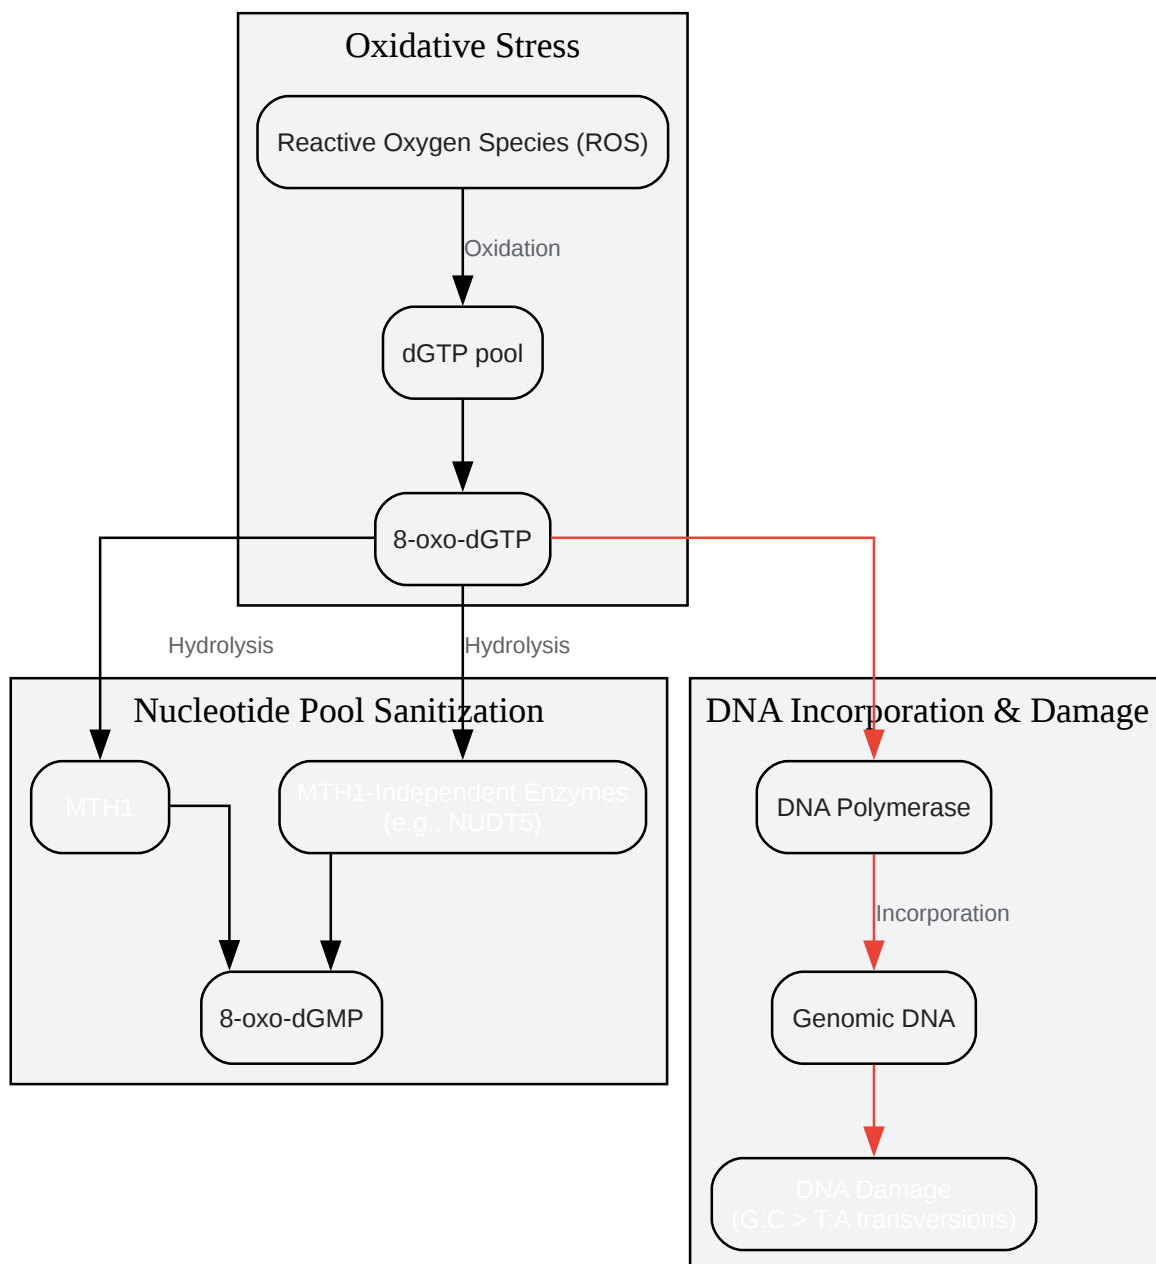 Oxidative Stress
Reactive Oxygen Species (ROS)
Oxidation
dGTP pool
8-oxo-dGTP
Hydrolysis
Hydrolysis
Nucleotide Pool Sanitization
MTH1
MTH1-Independent Enzymes
(e.g., NUDT5)
8-oxo-dGMP
DNA Incorporation & Damage
DNA Polymerase
Incorporation
Genomic DNA
DNA Damage
(G:C > T:A transversions)